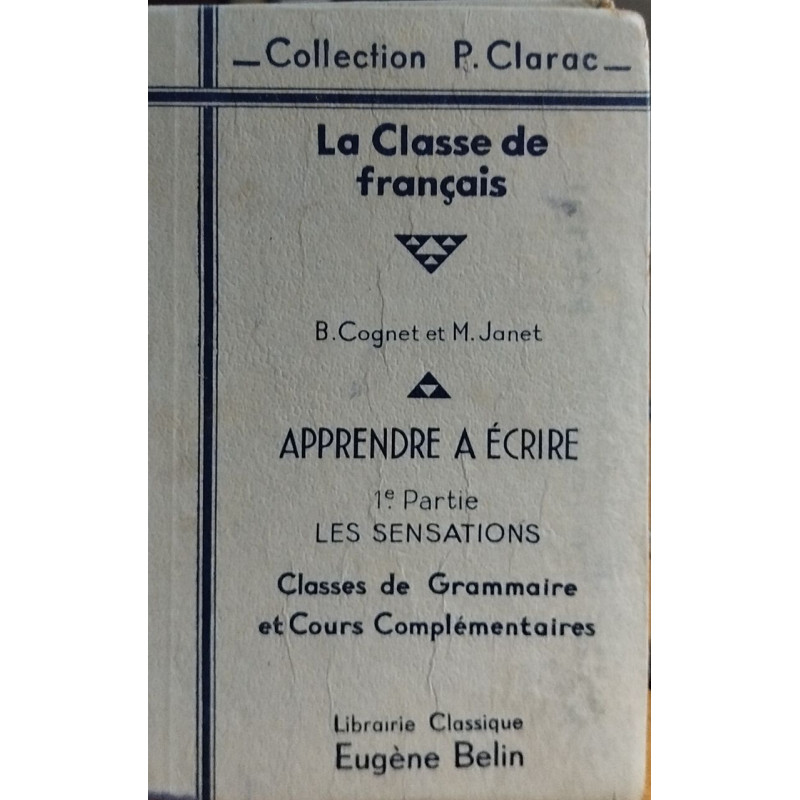 Collection P. Clarac
La Classe de
français
B. Cognet et M. Janet
APPRENDRE A ÉCRIRE
1e Partie
LES SENSATIONS
Classes de Grammaire
et Cours Complémentaires
Librairie Classique
Eugène Belin